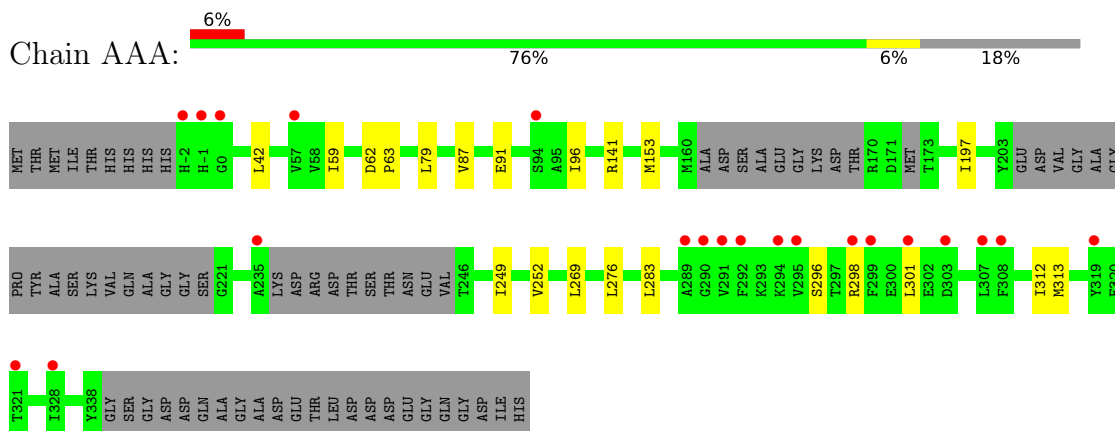 6%
Chain AAA:
76% 6% 18%
MET THR MET ILE THR HIS HIS HIS HIS H-2 H-1 G0 L42 V57 V58 I59 D62 P63 L79 V87 E91 S94 A95 I96 R141 M153 M160 ALA ASP SER ALA GLU GLY LYS ASP THR R170 D171 MET T173 I197 Y203 GLU ASP VAL GLY ALA GLY
PRO TYR ALA SER LYS VAL GLN ALA GLY GLY SER G221 A235 LYS ASP ARG ASP THR SER THR ASN GLU VAL T246 I249 V252 L269 L276 L283 A289 G290 V291 F292 K293 K294 V295 S296 T297 R298 F299 E300 L301 E302 D303 L307 F308 I312 M313 Y319
T321 I328 Y338 GLY SER GLY ASP ASP GLN ALA GLY ALA ASP GLU THR LEU ASP ASP ASP GLU GLY GLN GLY ASP ILE HIS